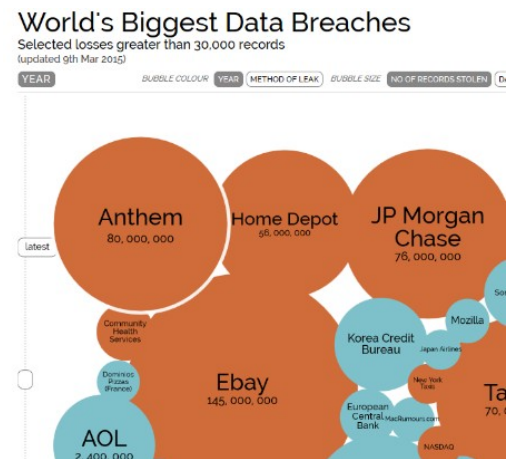 World's Biggest Data Breaches
Selected losses greater than 30,000 records
(updated 9th Mar 2015)
YEAR
BUBBLE COLOUR YEAR METHOD OF LEAK BUBBLE SIZE NO OF RECORDS STOLEN
latest
Anthem
80, 000, 000
Home Depot
56, 000, 000
JP Morgan
Chase
76, 000, 000
Community
Health
Services
Korea Credit
Bureau
Mozilla
Japan Airlines
Dominios
Pizzas
(France)
Ebay
145, 000, 000
New York
Taxis
European
Central
Bank
MacRumours.com
Ta
70, 
AOL
2, 400, 000
NASDAQ